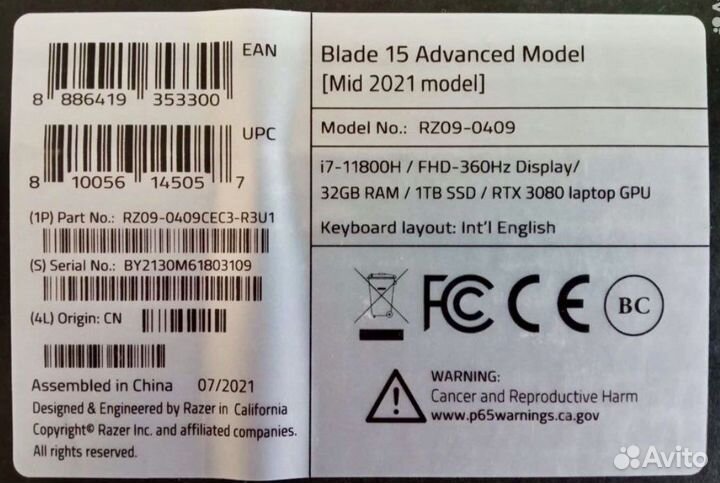 EAN
8 886419 353300
UPC
8 10056 14505 7
(1P) Part No.: RZ09-0409CEC3-R3U1
(S) Serial No.: BY2130M61803109
(4L) Origin: CN
Assembled in China 07/2021
Designed & Engineered by Razer in California
Copyright© Razer Inc. and affiliated companies.
All rights reserved.
Blade 15 Advanced Model
[Mid 2021 model]
Model No.: RZ09-0409
i7-11800H / FHD-360Hz Display/
32GB RAM / 1TB SSD / RTX 3080 laptop GPU
Keyboard layout: Int'l English
FC CE BC
WARNING:
Cancer and Reproductive Harm
www.p65warnings.ca.gov
Avito